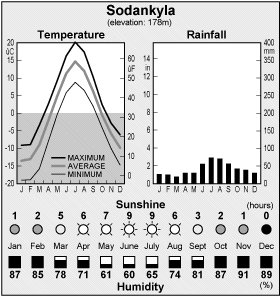 Sodankyla
(elevation: 178m)
Temperature Rainfall
20 ûC ûF 14 in mm 400
15 60 12 350
10 50 10 300
5 40 8 250
0 30 200
-5 20 6 150
-10 10 4 100
-15 0 2 50
-20 0 0
MAXIMUM
AVERAGE
MINIMUM
J F M A M J J A S O N D J F M A M J J A S O N D
Sunshine (hours)
1 2 5 6 7 9 9 6 3 2 1 0
Jan Feb Mar Apr May June July Aug Sept Oct Nov Dec
87 85 78 71 61 60 65 74 81 87 91 89
Humidity (%)